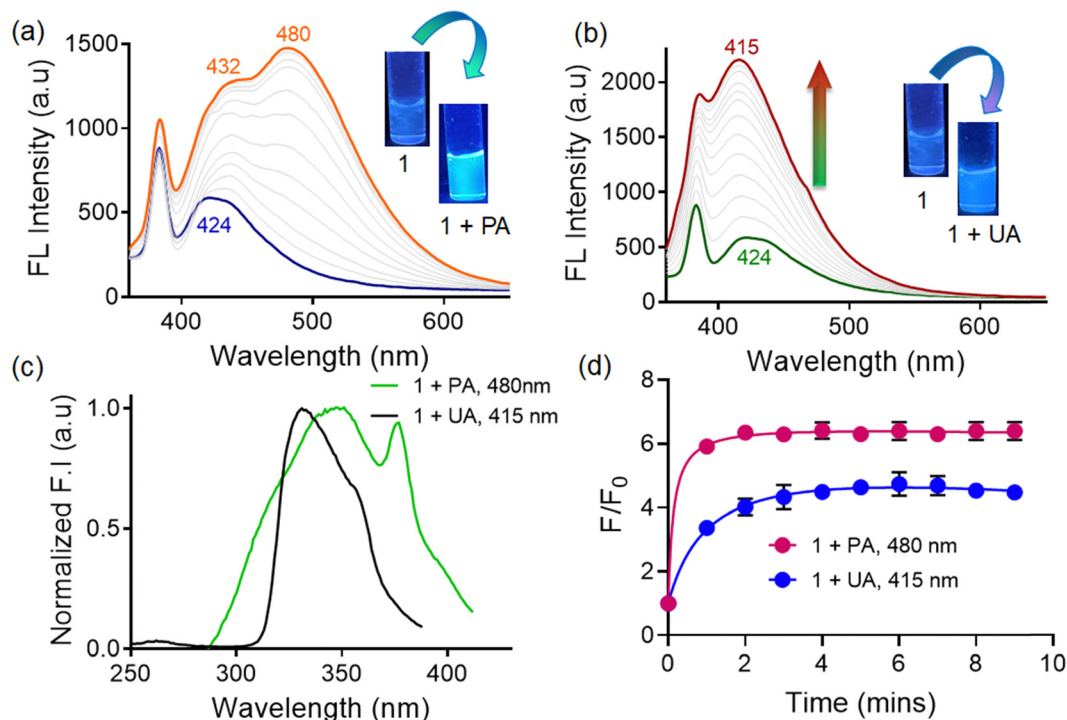 (a)
1500
1000
500
0
FL Intensity (a.u)
432
480
424
1
1 + PA
400
500
600
Wavelength (nm)
(b)
2000
1500
1000
500
0
FL Intensity (a.u)
415
424
1
1 + UA
400
500
600
Wavelength (nm)
(c)
1 + PA, 480nm
1 + UA, 415 nm
1.0
0.5
0.0
Normalized F.I (a.u)
250
300
350
400
Wavelength (nm)
(d)
8
6
4
2
0
F/F0
1 + PA, 480 nm
1 + UA, 415 nm
0
2
4
6
8
10
Time (mins)